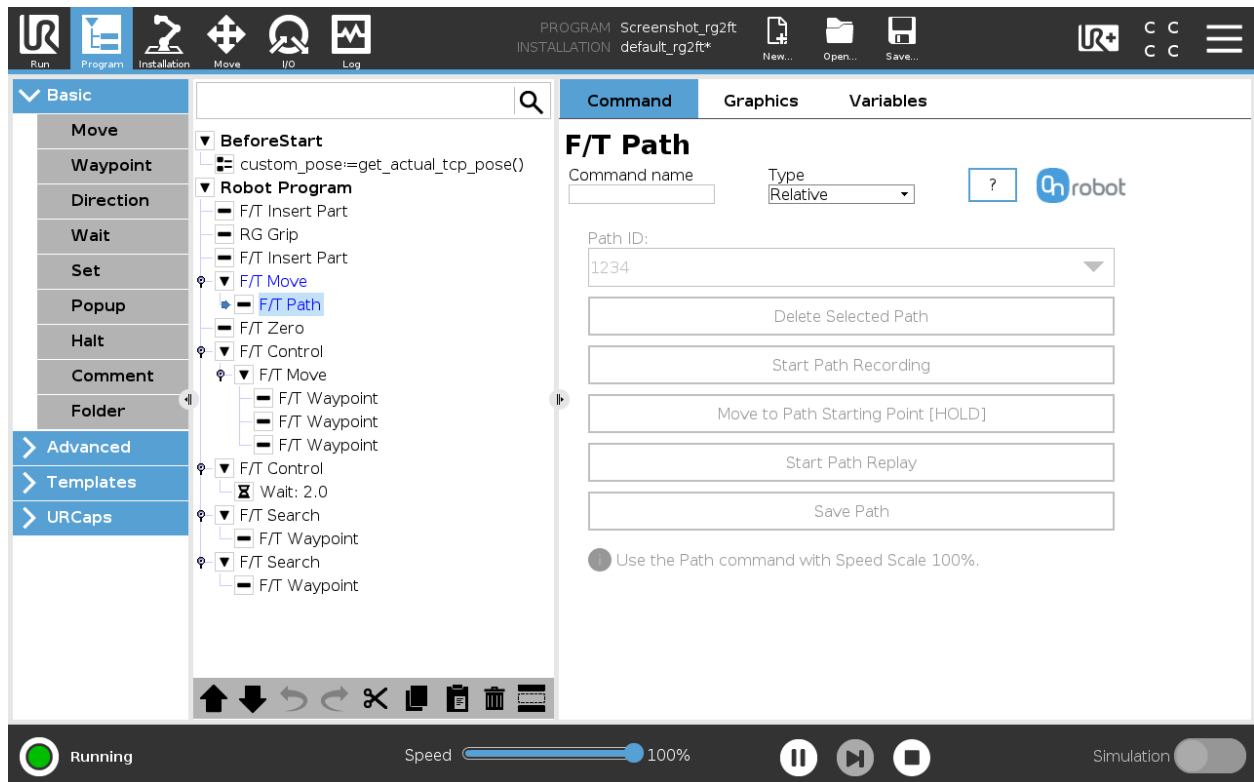 UR
Run
Program
Installation
Move
I/O
Log
PROGRAM Screenshot_rg2ft
INSTALLATION default_rg2ft*
New...
Open...
Save...
UR+
C C
C C
Basic
Move
Waypoint
Direction
Wait
Set
Popup
Halt
Comment
Folder
Advanced
Templates
URCaps
BeforeStart
custom_pose:=get_actual_tcp_pose()
Robot Program
F/T Insert Part
RG Grip
F/T Insert Part
F/T Move
F/T Path
F/T Zero
F/T Control
F/T Move
F/T Waypoint
F/T Waypoint
F/T Waypoint
F/T Control
Wait: 2.0
F/T Search
F/T Waypoint
F/T Search
F/T Waypoint
Command
Graphics
Variables
F/T Path
Command name
Type
Relative
?
On robot
Path ID:
1234
Delete Selected Path
Start Path Recording
Move to Path Starting Point [HOLD]
Start Path Replay
Save Path
i Use the Path command with Speed Scale 100%.
Running
Speed
100%
Simulation